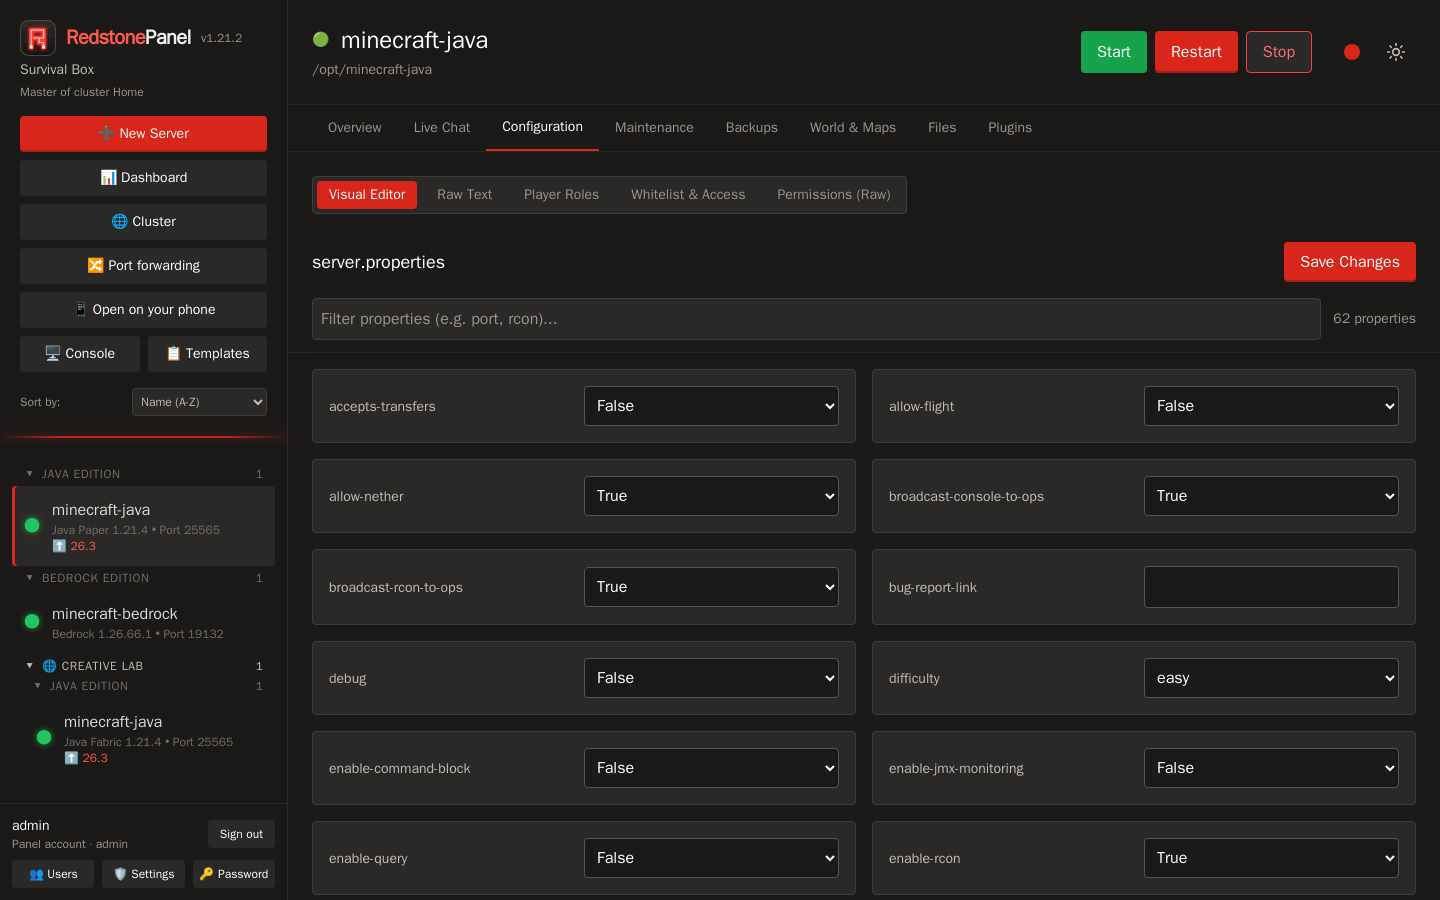 RedstonePanel v1.21.2
Survival Box
Master of cluster Home
➕ New Server
📊 Dashboard
🌐 Cluster
🔀 Port forwarding
📱 Open on your phone
🖥️ Console
📋 Templates
Sort by: Name (A-Z)
▼ JAVA EDITION 1
minecraft-java
Java Paper 1.21.4 • Port 25565
⬆️ 26.3
▼ BEDROCK EDITION 1
minecraft-bedrock
Bedrock 1.26.66.1 • Port 19132
▼ 🌐 CREATIVE LAB 1
▼ JAVA EDITION 1
minecraft-java
Java Fabric 1.21.4 • Port 25565
⬆️ 26.3
admin
Panel account · admin
Sign out
👥 Users
🛡️ Settings
🔑 Password
minecraft-java
/opt/minecraft-java
Start
Restart
Stop
Overview
Live Chat
Configuration
Maintenance
Backups
World & Maps
Files
Plugins
Visual Editor
Raw Text
Player Roles
Whitelist & Access
Permissions (Raw)
server.properties
Save Changes
Filter properties (e.g. port, rcon)...
62 properties
accepts-transfers False
allow-flight False
allow-nether True
broadcast-console-to-ops True
broadcast-rcon-to-ops True
bug-report-link
debug False
difficulty easy
enable-command-block False
enable-jmx-monitoring False
enable-query False
enable-rcon True